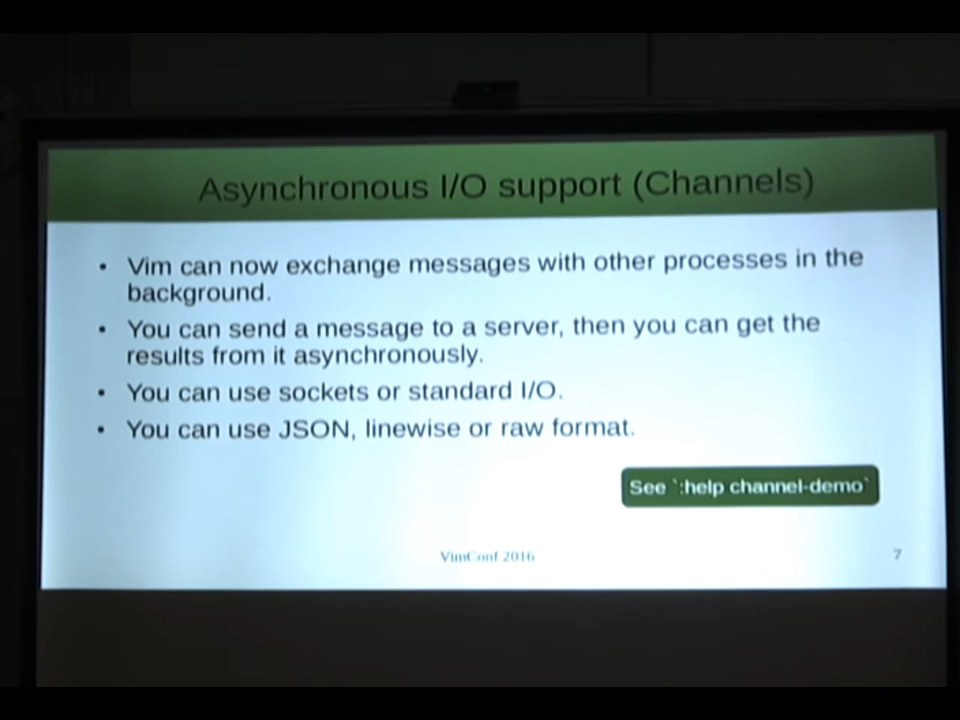 Asynchronous I/O support (Channels)
• Vim can now exchange messages with other processes in the
background.
• You can send a message to a server, then you can get the
results from it asynchronously.
• You can use sockets or standard I/O.
• You can use JSON, linewise or raw format.
See `:help channel-demo`
VimConf 2016
7